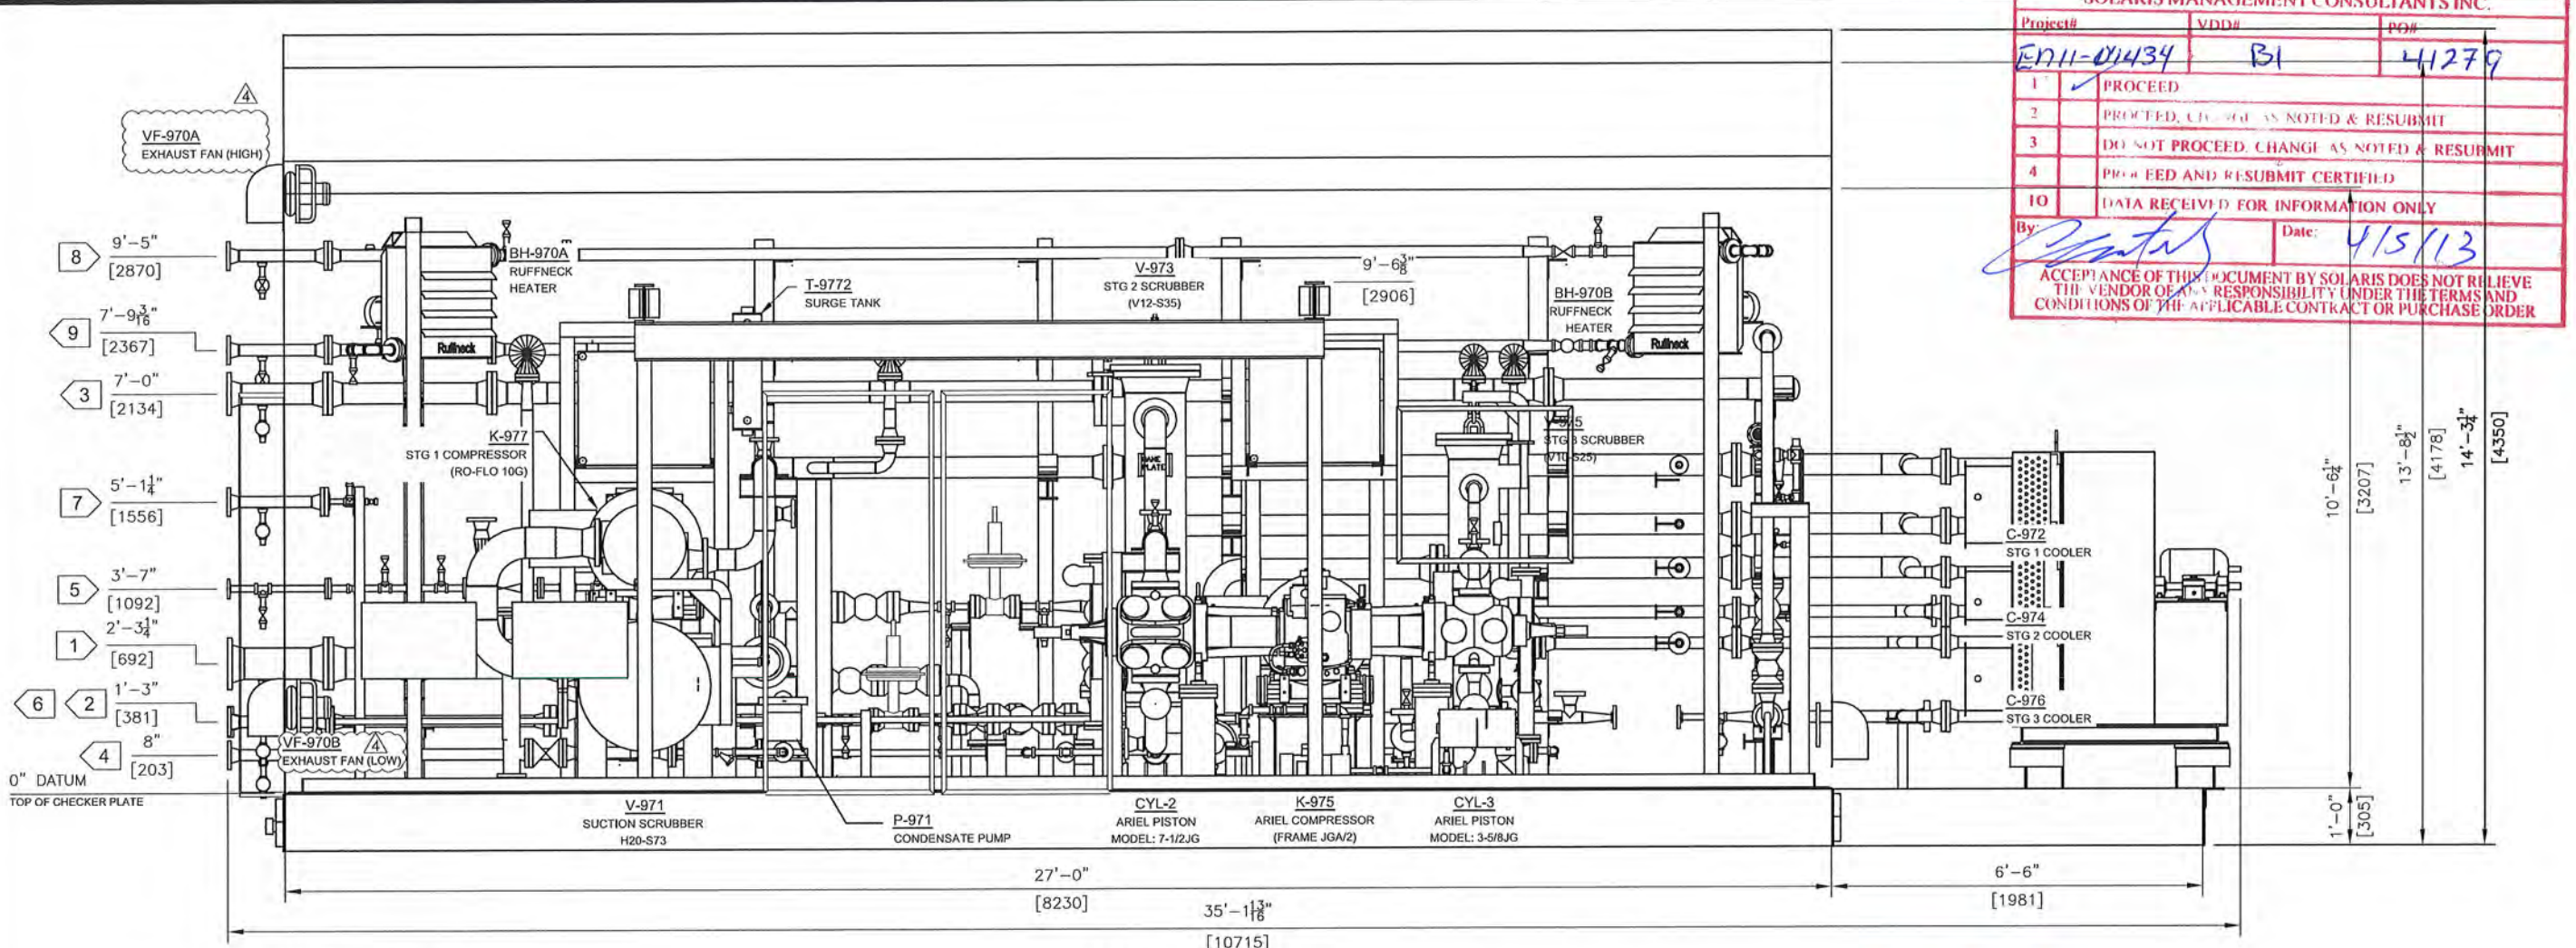 SOLARIS MANAGEMENT CONSULTANTS INC.
Project# VDD# PO#
EN11-01434 B1 41279
1 ✓ PROCEED
2 PROCEED, CHANGE AS NOTED & RESUBMIT
3 DO NOT PROCEED, CHANGE AS NOTED & RESUBMIT
4 PROCEED AND RESUBMIT CERTIFIED
10 DATA RECEIVED FOR INFORMATION ONLY
By: Date: 4/5/13
ACCEPTANCE OF THIS DOCUMENT BY SOLARIS DOES NOT RELIEVE
THE VENDOR OF ANY RESPONSIBILITY UNDER THE TERMS AND
CONDITIONS OF THE APPLICABLE CONTRACT OR PURCHASE ORDER
4
VF-970A
EXHAUST FAN (HIGH)
8 9'-5"
[2870]
9 7'-9 3/16"
[2367]
3 7'-0"
[2134]
7 5'-1 1/4"
[1556]
5 3'-7"
[1092]
1 2'-3 1/4"
[692]
6 2 1'-3"
[381]
4 8"
[203]
0" DATUM
TOP OF CHECKER PLATE
BH-970A
RUFFNECK
HEATER
Ruffneck
T-9772
SURGE TANK
V-973
STG 2 SCRUBBER
(V12-S35)
9'-6 3/8"
[2906]
BH-970B
RUFFNECK
HEATER
Ruffneck
K-977
STG 1 COMPRESSOR
(RO-FLO 10G)
NAME
PLATE
V-975
STG 3 SCRUBBER
(V10-S25)
C-972
STG 1 COOLER
C-974
STG 2 COOLER
C-976
STG 3 COOLER
VF-970B 4
EXHAUST FAN (LOW)
V-971
SUCTION SCRUBBER
H20-S73
P-971
CONDENSATE PUMP
CYL-2
ARIEL PISTON
MODEL: 7-1/2JG
K-975
ARIEL COMPRESSOR
(FRAME JGA/2)
CYL-3
ARIEL PISTON
MODEL: 3-5/8JG
10'-6 1/4"
[3207]
13'-8 1/2"
[4178]
14'-3 1/4"
[4350]
1'-0"
[305]
27'-0"
[8230]
6'-6"
[1981]
35'-1 13/16"
[10715]